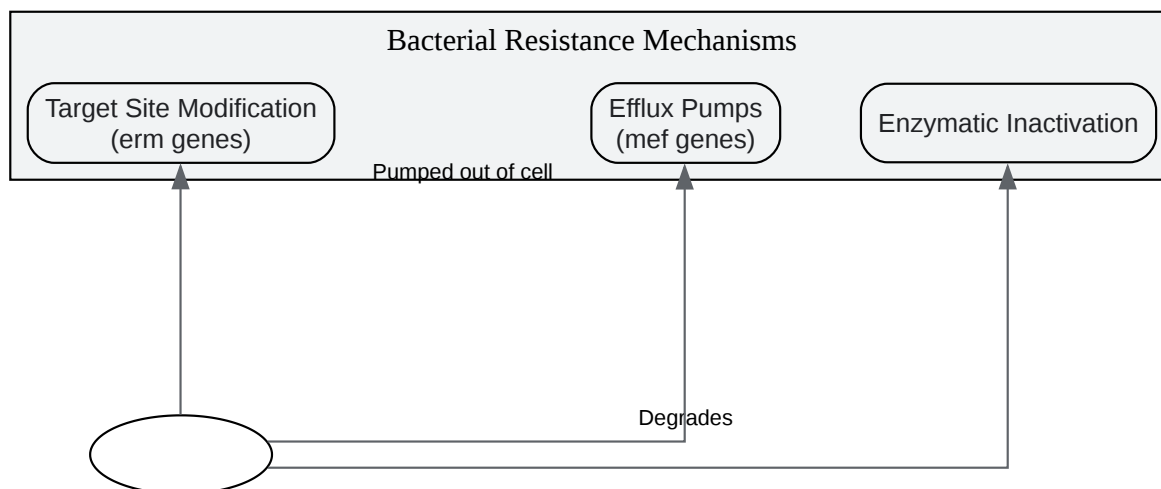 Bacterial Resistance Mechanisms
Target Site Modification
(erm genes)
Efflux Pumps
(mef genes)
Enzymatic Inactivation
Pumped out of cell
Degrades